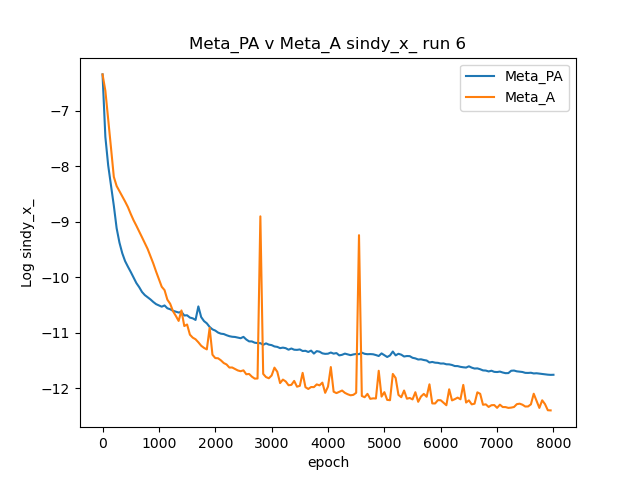 Meta_PA v Meta_A sindy_x_ run 6
Meta_PA
Meta_A
Log sindy_x_
−7
−8
−9
−10
−11
−12
0 1000 2000 3000 4000 5000 6000 7000 8000
epoch